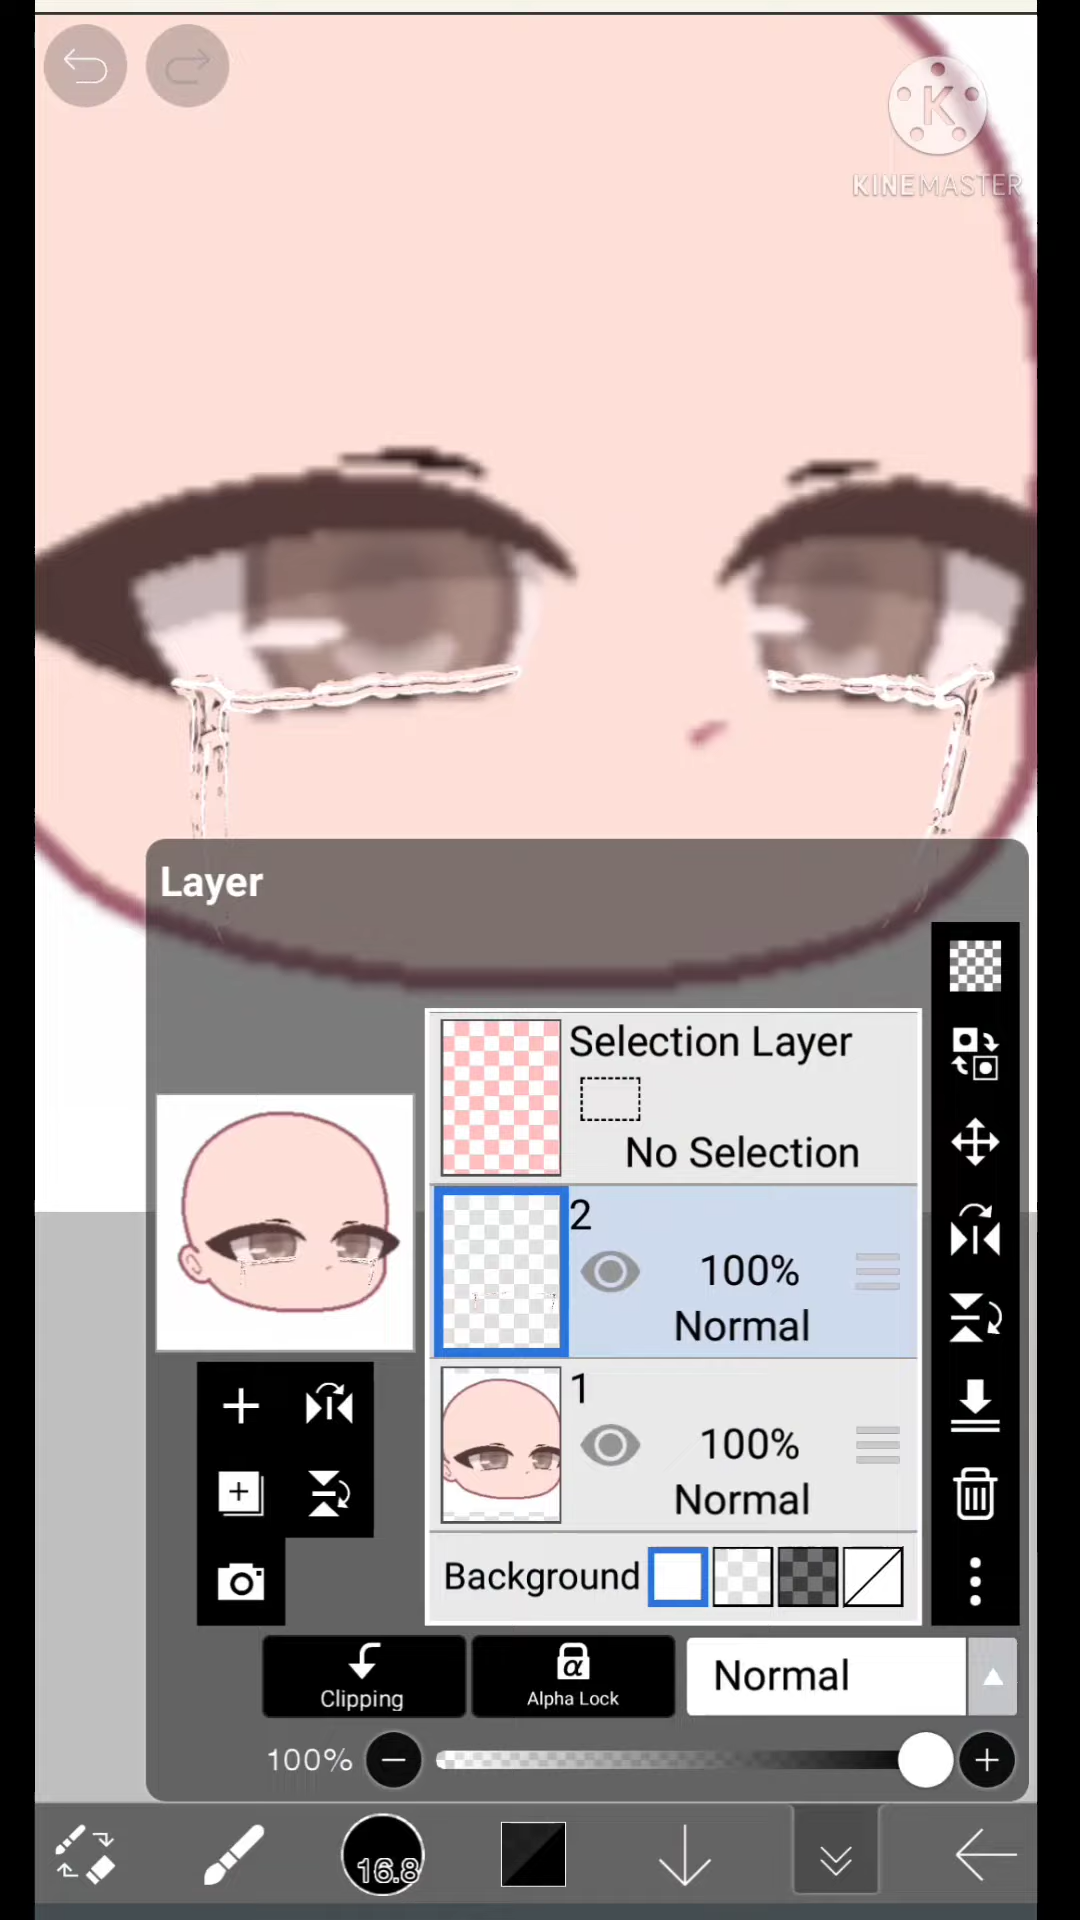 K
KINEMASTER
Layer
Selection Layer
No Selection
2
100%
Normal
1
100%
Normal
Background
Clipping
α
Alpha Lock
Normal
100%
16.8